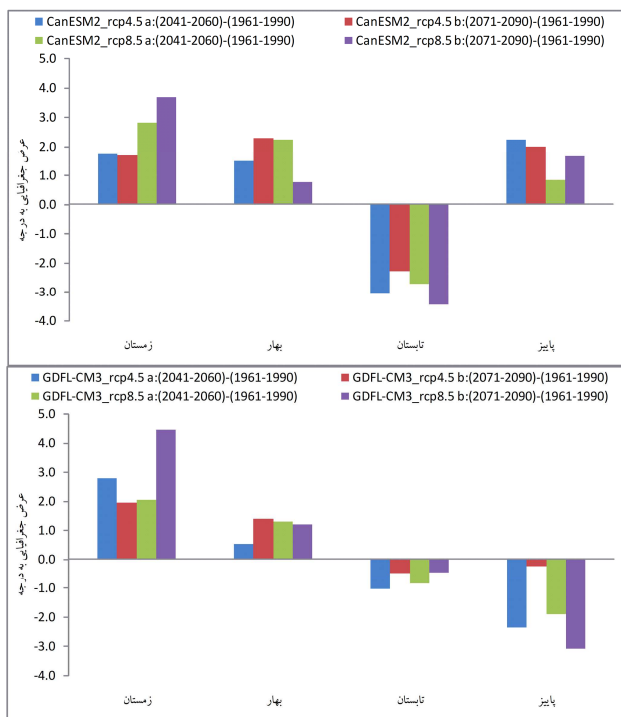 CanESM2_rcp4.5 a:(2041-2060)-(1961-1990) CanESM2_rcp4.5 b:(2071-2090)-(1961-1990)
CanESM2_rcp8.5 a:(2041-2060)-(1961-1990) CanESM2_rcp8.5 b:(2071-2090)-(1961-1990)
5.0
4.0
3.0
2.0
1.0
0.0
-1.0
-2.0
-3.0
-4.0
عرض جغرافیایی به درجه
زمستان بهار تابستان پاییز
GDFL-CM3_rcp4.5 a:(2041-2060)-(1961-1990) GDFL-CM3_rcp4.5 b:(2071-2090)-(1961-1990)
GDFL-CM3_rcp8.5 a:(2041-2060)-(1961-1990) GDFL-CM3_rcp8.5 b:(2071-2090)-(1961-1990)
5.0
4.0
3.0
2.0
1.0
0.0
-1.0
-2.0
-3.0
-4.0
عرض جغرافیایی به درجه
زمستان بهار تابستان پاییز